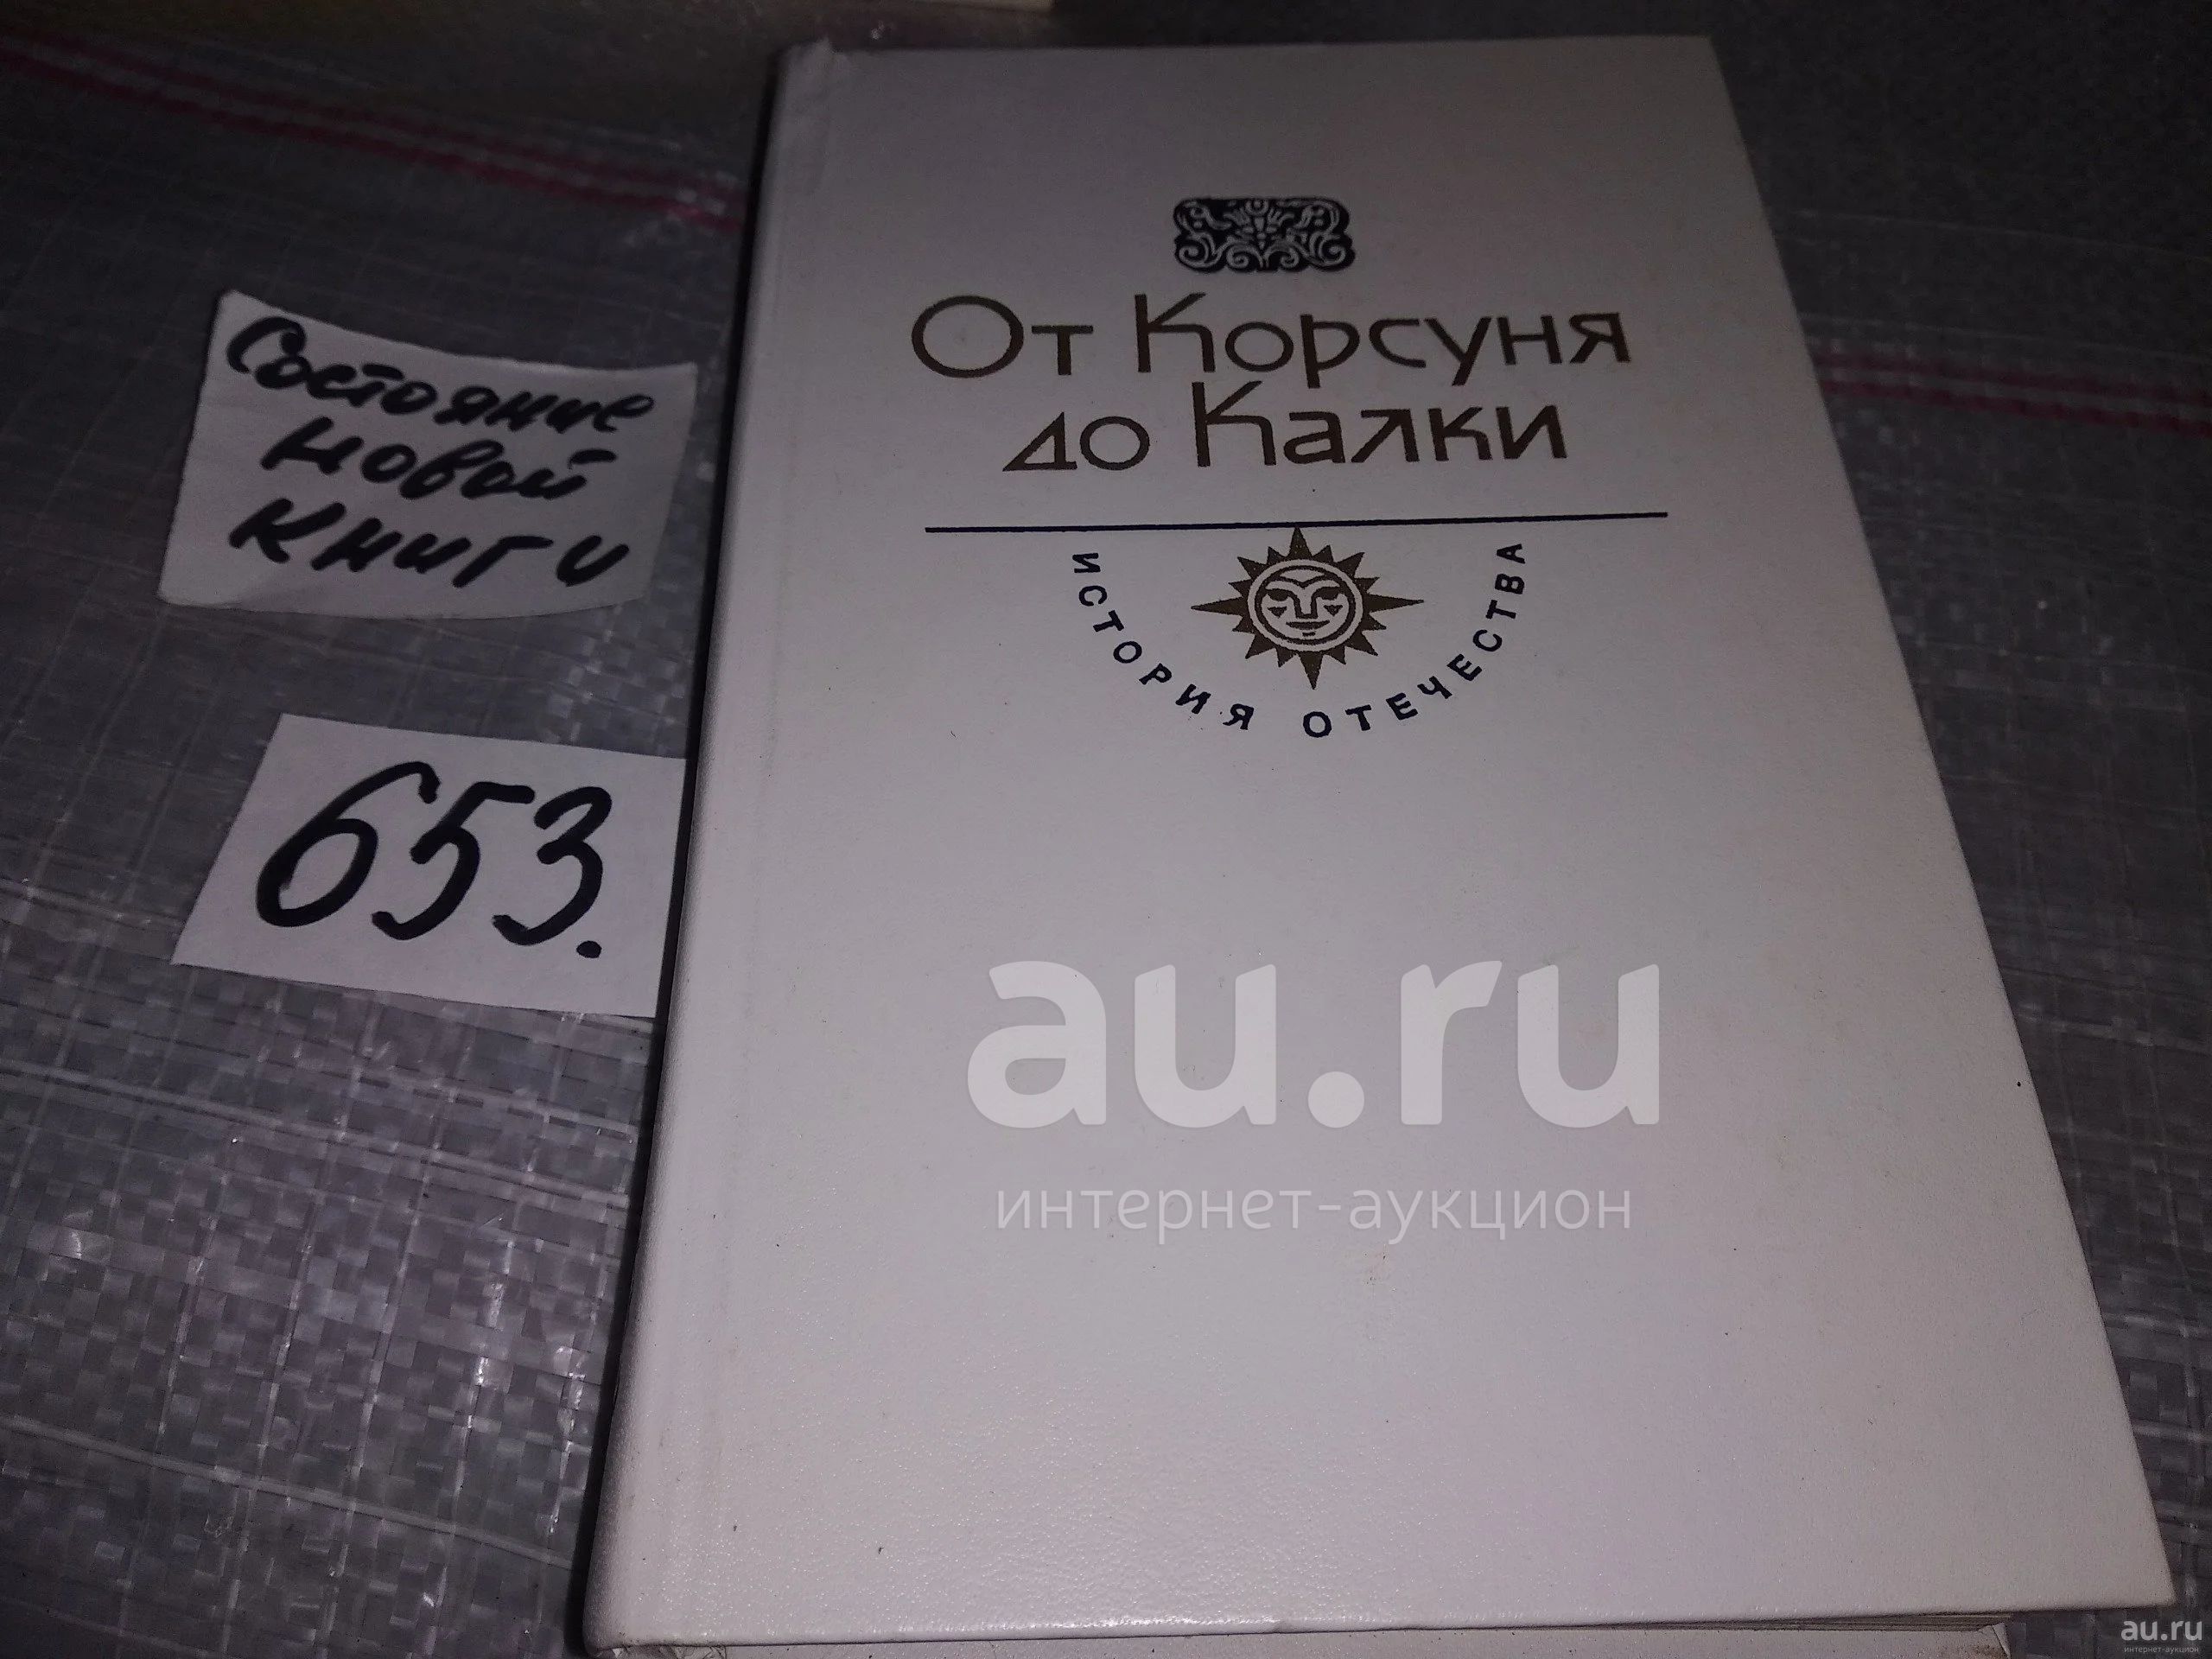 От Корсуня
до Калки
ИСТОРИЯ ОТЕЧЕСТВА
Состояние
новой
книги
653.
au.ru
интернет-аукцион
au.ru
интернет-аукцион